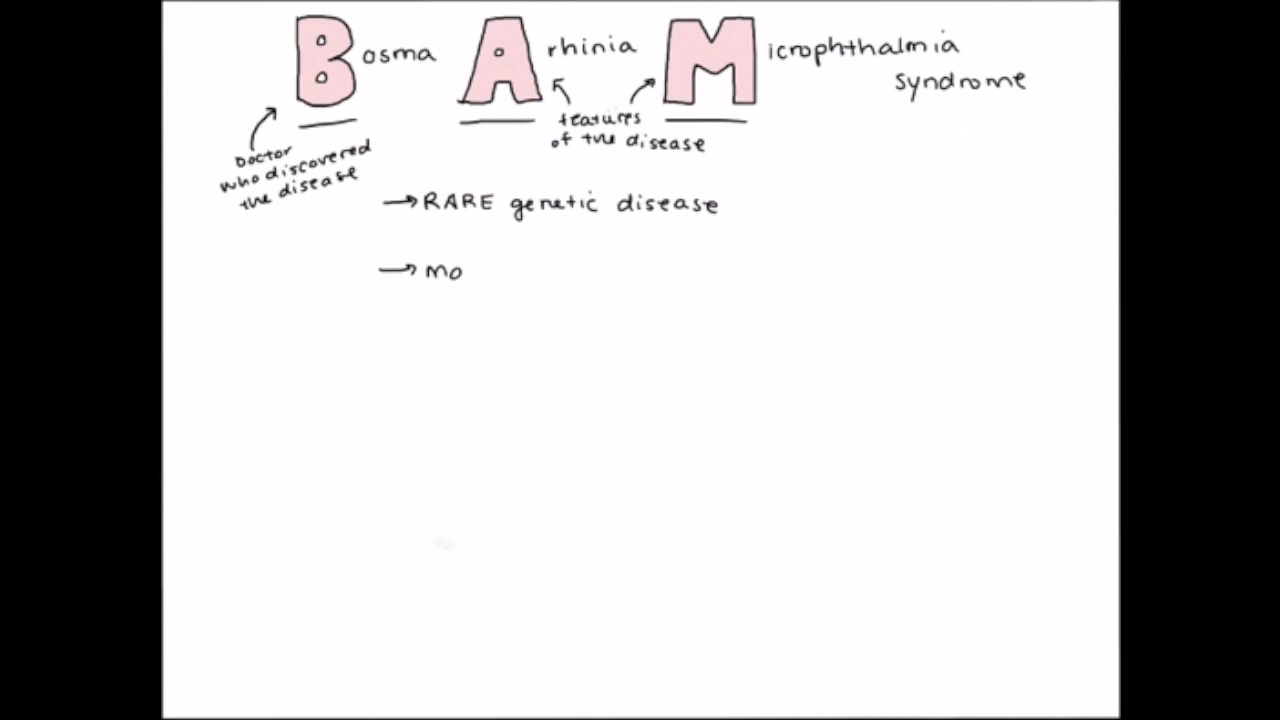 Bosma Arhinia Microphthalmia
syndrome
features
of the disease
Doctor
who discovered
the disease
→RARE genetic disease
→ mo